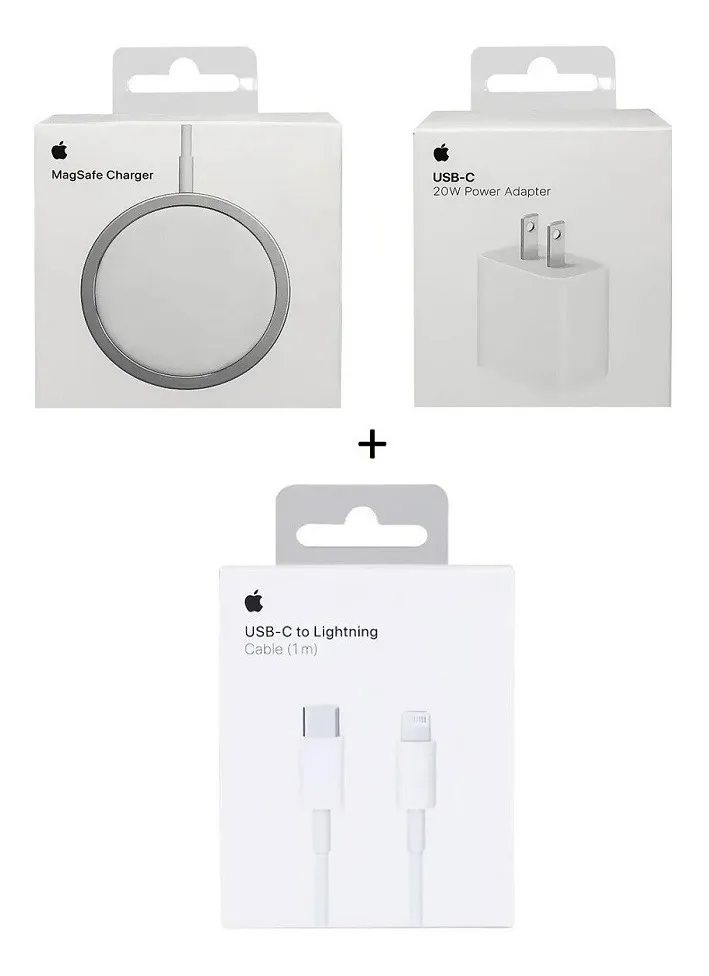 MagSafe Charger
USB-C
20W Power Adapter
+
USB-C to Lightning
Cable (1 m)